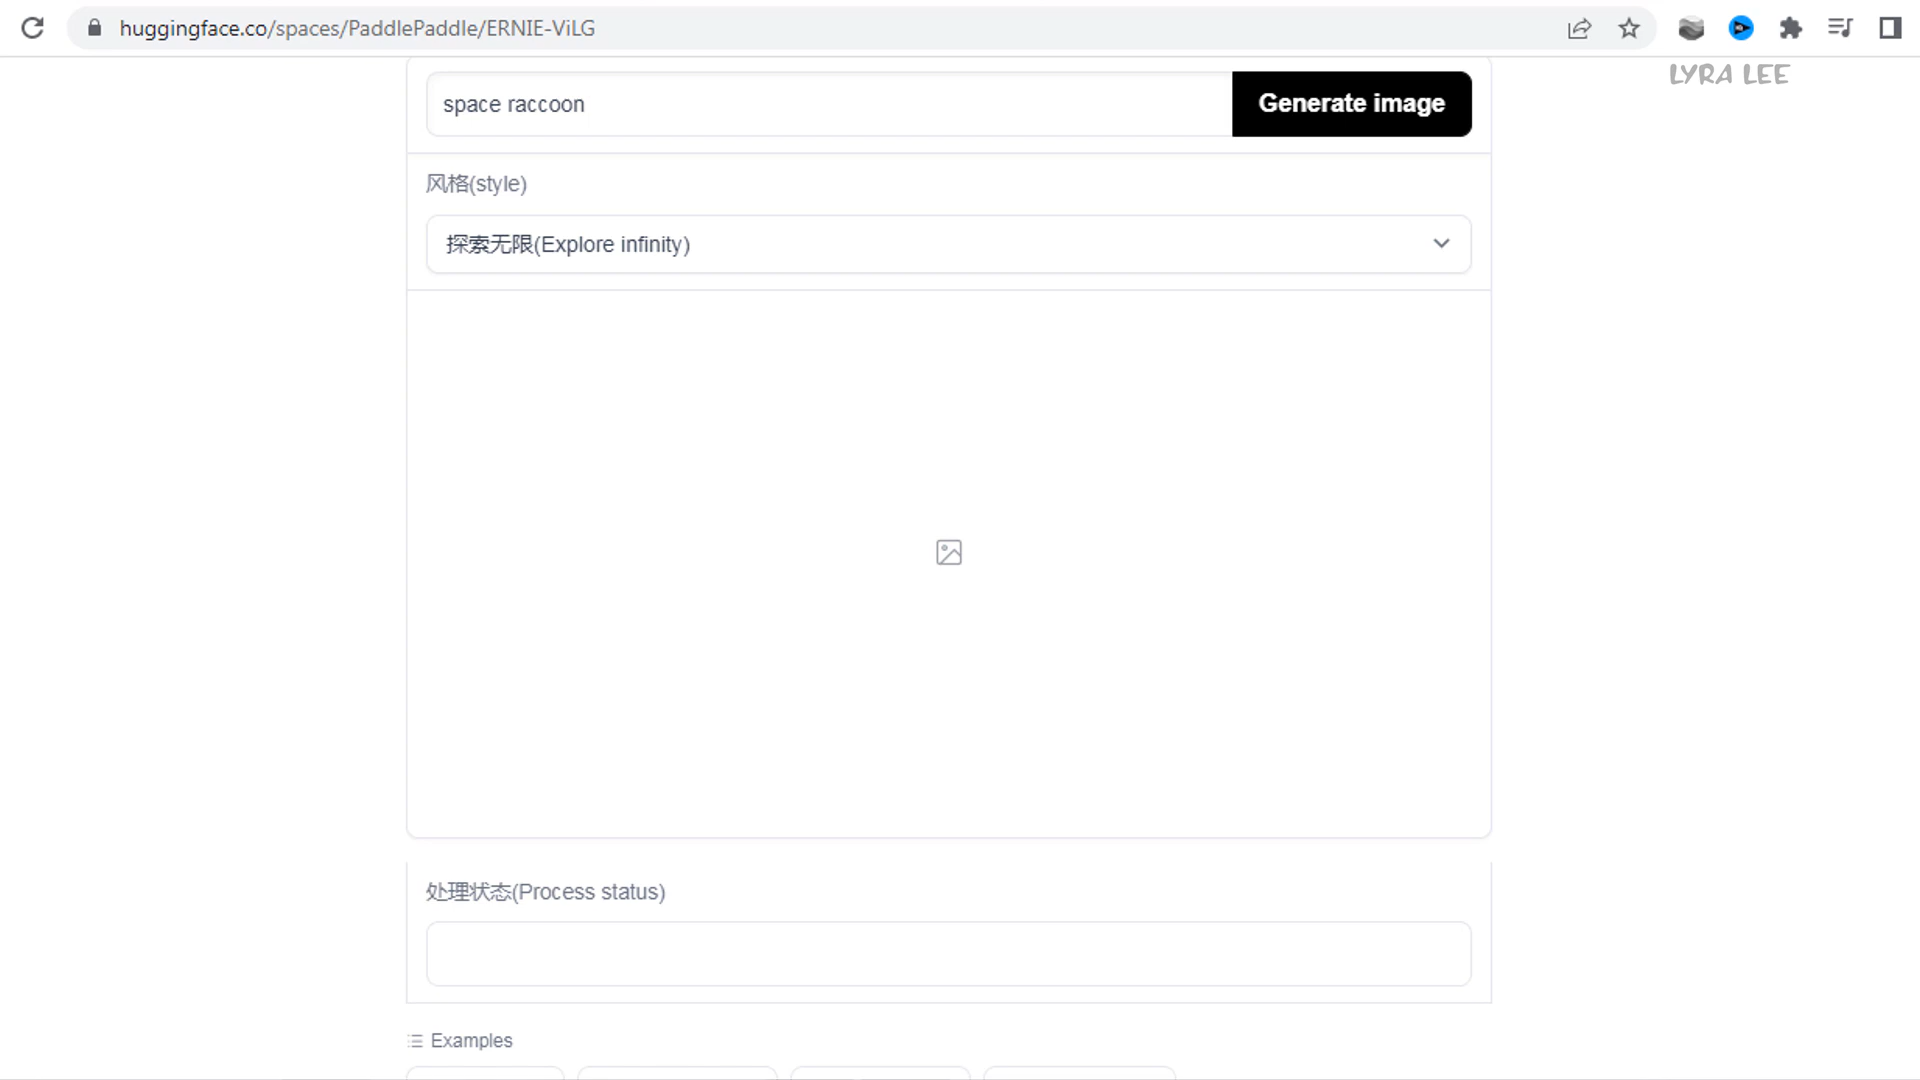 huggingface.co/spaces/PaddlePaddle/ERNIE-ViLG
LYRA LEE
space raccoon
Generate image
风格(style)
探索无限(Explore infinity)
处理状态(Process status)
Examples